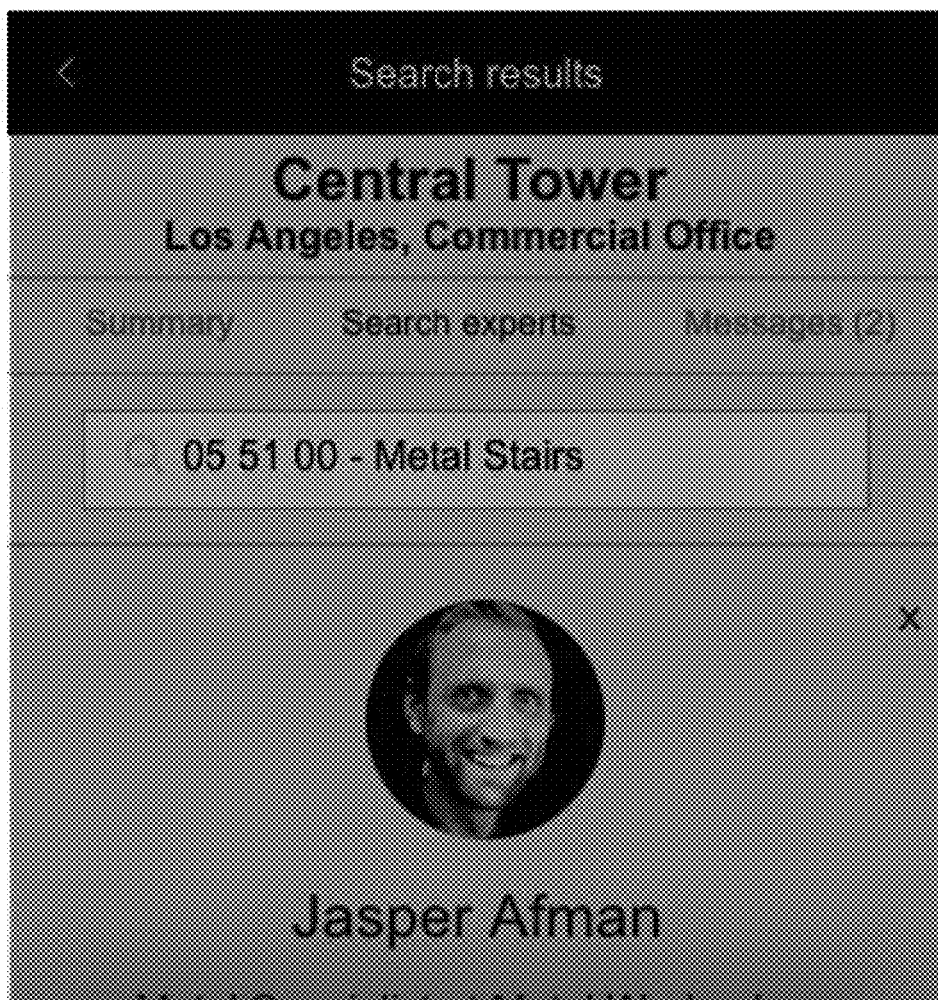 Search results
Central Tower
Los Angeles, Commercial Office
Summary Search experts Messages (2)
05 51 00 - Metal Stairs
X
Jasper Afman